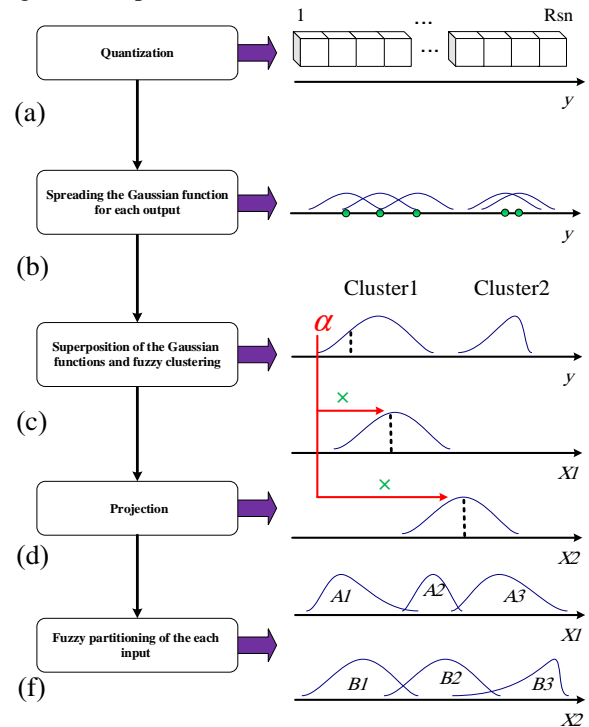 1
...
Rsn
Quantization
...
y
(a)
Spreading the Gaussian function
for each output
y
(b)
Cluster1
Cluster2
α
Superposition of the Gaussian
functions and fuzzy clustering
y
×
(c)
X1
×
Projection
(d)
X2
A1
A2
A3
X1
Fuzzy partitioning of the each
input
B1
B2
B3
(f)
X2